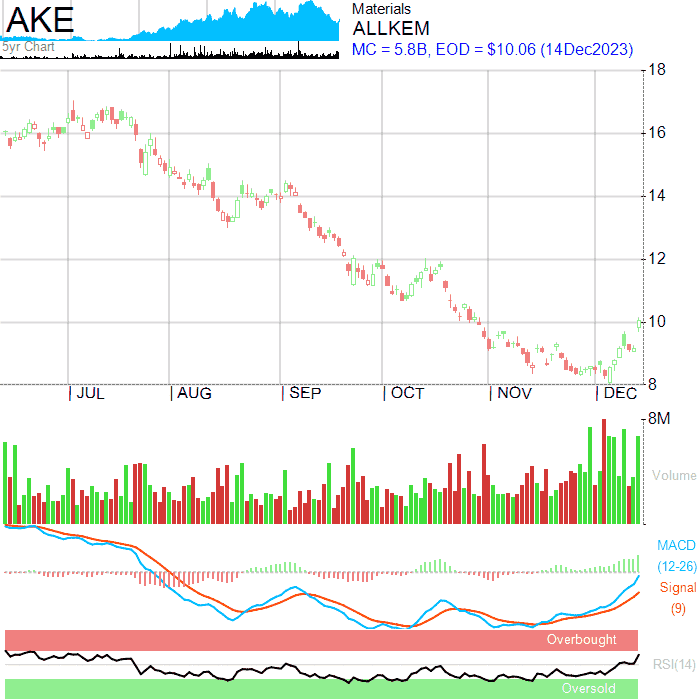 AKE
5yr Chart
Materials
ALLKEM
MC = 5.8B, EOD = $10.06 (14Dec2023)
18
16
14
12
10
8
JUL AUG SEP OCT NOV DEC
8M
Volume
MACD
(12-26)
Signal
(9)
Overbought
RSI(14)
Oversold